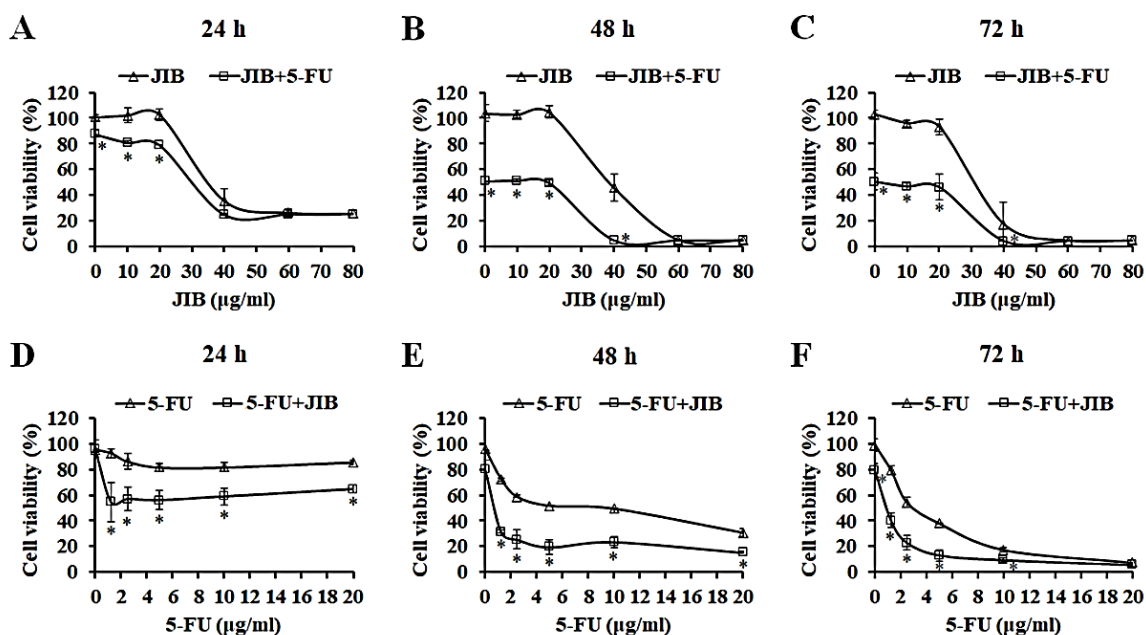 A 24 h
JIB JIB+5-FU
Cell viability (%)
120
100
80
60
40
20
0
* * *
0 10 20 30 40 50 60 70 80
JIB (μg/ml)
B 48 h
JIB JIB+5-FU
Cell viability (%)
120
100
80
60
40
20
0
* * * *
0 10 20 30 40 50 60 70 80
JIB (μg/ml)
C 72 h
JIB JIB+5-FU
Cell viability (%)
120
100
80
60
40
20
0
* * * *
0 10 20 30 40 50 60 70 80
JIB (μg/ml)
D 24 h
5-FU 5-FU+JIB
Cell viability (%)
120
100
80
60
40
20
0
* * * * *
0 2 4 6 8 10 12 14 16 18 20
5-FU (μg/ml)
E 48 h
5-FU 5-FU+JIB
Cell viability (%)
120
100
80
60
40
20
0
* * * * *
0 2 4 6 8 10 12 14 16 18 20
5-FU (μg/ml)
F 72 h
5-FU 5-FU+JIB
Cell viability (%)
120
100
80
60
40
20
0
* * * * *
0 2 4 6 8 10 12 14 16 18 20
5-FU (μg/ml)